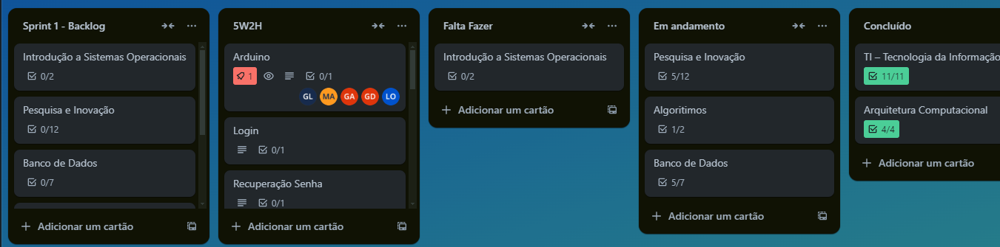 Sprint 1 - Backlog
Introdução a Sistemas Operacionais
0/2
Pesquisa e Inovação
0/12
Banco de Dados
0/7
Adicionar um cartão
5W2H
Arduino
1
0/1
GL MA GA GD LO
Login
0/1
Recuperação Senha
0/1
Adicionar um cartão
Falta Fazer
Introdução a Sistemas Operacionais
0/2
Adicionar um cartão
Em andamento
Pesquisa e Inovação
5/12
Algoritimos
1/2
Banco de Dados
5/7
Adicionar um cartão
Concluído
TI – Tecnologia da Informação
11/11
Arquitetura Computacional
4/4
Adicionar um cartão